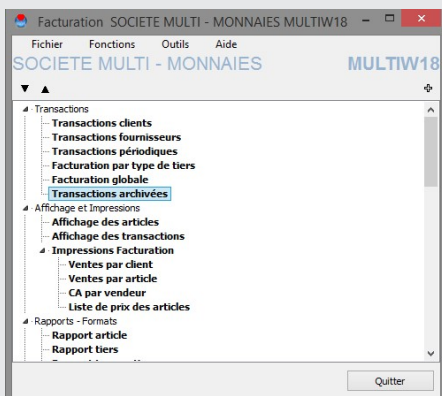 Facturation SOCIETE MULTI - MONNAIES MULTIW18
Fichier Fonctions Outils Aide
SOCIETE MULTI - MONNAIES MULTIW18
Transactions
Transactions clients
Transactions fournisseurs
Transactions périodiques
Facturation par type de tiers
Facturation globale
Transactions archivées
Affichage et Impressions
Affichage des articles
Affichage des transactions
Impressions Facturation
Ventes par client
Ventes par article
CA par vendeur
Liste de prix des articles
Rapports - Formats
Rapport article
Rapport tiers
Quitter